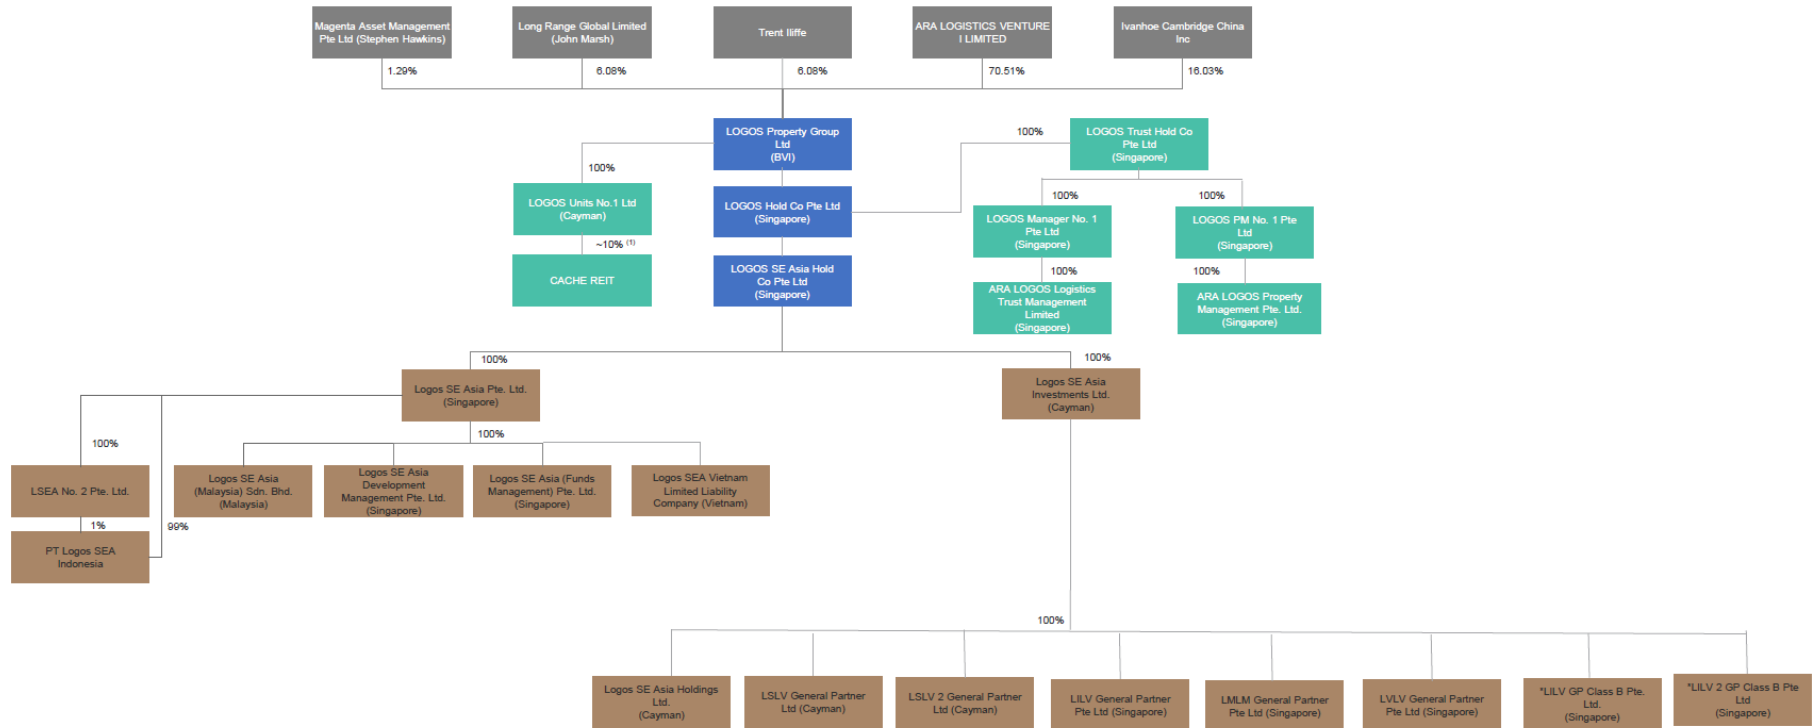 Magenta Asset Management
Pte Ltd (Stephen Hawkins)
Long Range Global Limited
(John Marsh)
Trent Iliffe
ARA LOGISTICS VENTURE
I LIMITED
Ivanhoe Cambridge China
Inc
1.29%
6.08%
6.08%
70.51%
16.03%
LOGOS Property Group
Ltd
(BVI)
100%
LOGOS Trust Hold Co
Pte Ltd
(Singapore)
100%
LOGOS Units No.1 Ltd
(Cayman)
LOGOS Hold Co Pte Ltd
(Singapore)
100%
100%
LOGOS Manager No. 1
Pte Ltd
(Singapore)
LOGOS PM No. 1 Pte
Ltd
(Singapore)
~10% (1)
CACHE REIT
LOGOS SE Asia Hold
Co Pte Ltd
(Singapore)
100%
100%
ARA LOGOS Logistics
Trust Management
Limited
(Singapore)
ARA LOGOS Property
Management Pte. Ltd.
(Singapore)
100%
100%
Logos SE Asia Pte. Ltd.
(Singapore)
Logos SE Asia
Investments Ltd.
(Cayman)
100%
100%
LSEA No. 2 Pte. Ltd.
Logos SE Asia
(Malaysia) Sdn. Bhd.
(Malaysia)
Logos SE Asia
Development
Management Pte. Ltd.
(Singapore)
Logos SE Asia (Funds
Management) Pte. Ltd.
(Singapore)
Logos SEA Vietnam
Limited Liability
Company (Vietnam)
1%
99%
PT Logos SEA
Indonesia
100%
Logos SE Asia Holdings
Ltd.
(Cayman)
LSLV General Partner
Ltd (Cayman)
LSLV 2 General Partner
Ltd (Cayman)
LILV General Partner
Pte Ltd (Singapore)
LMLM General Partner
Pte Ltd (Singapore)
LVLV General Partner
Pte Ltd (Singapore)
*LILV GP Class B Pte.
Ltd.
(Singapore)
*LILV 2 GP Class B Pte
Ltd
(Singapore)